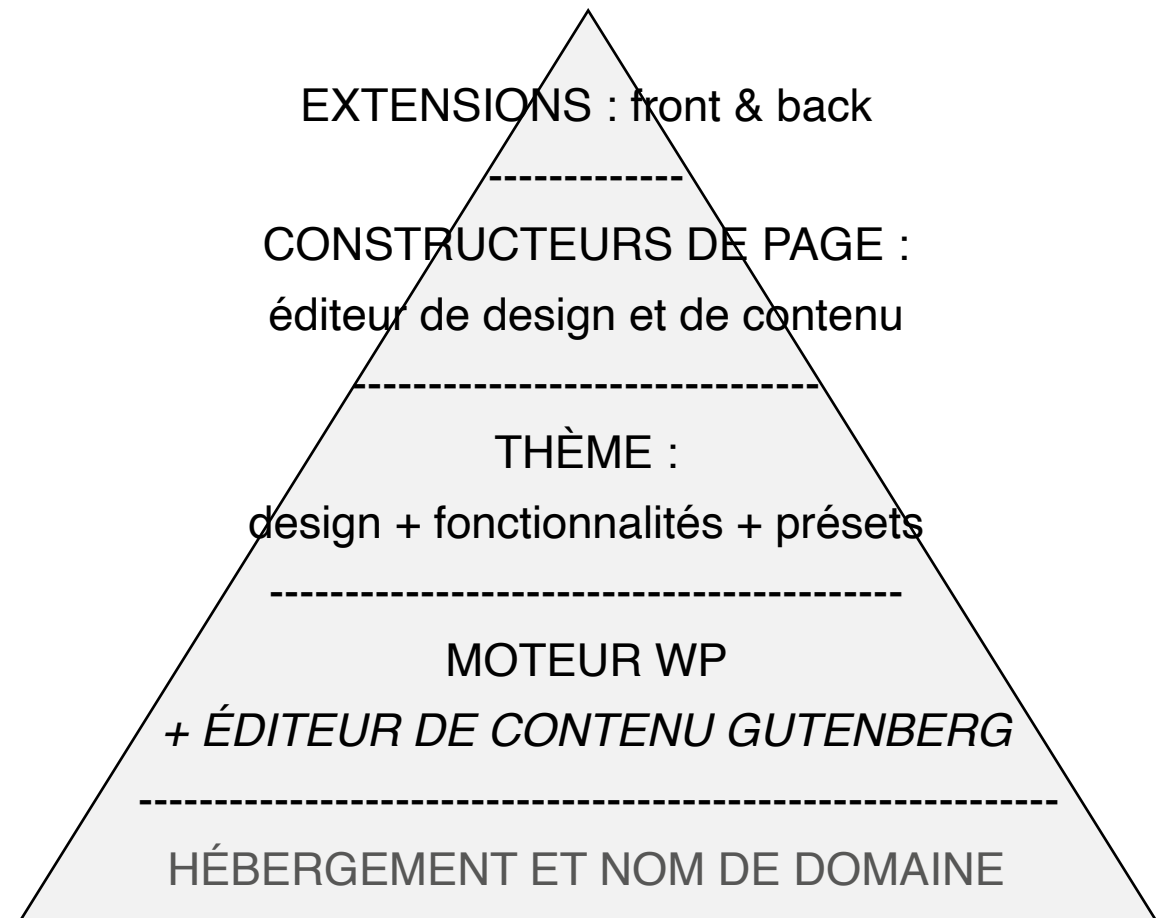 EXTENSIONS : front & back
-------------
CONSTRUCTEURS DE PAGE :
éditeur de design et de contenu
-------------------------------
THÈME :
design + fonctionnalités + présets
------------------------------------------
MOTEUR WP
+ ÉDITEUR DE CONTENU GUTENBERG
-------------------------------------------------------------
HÉBERGEMENT ET NOM DE DOMAINE